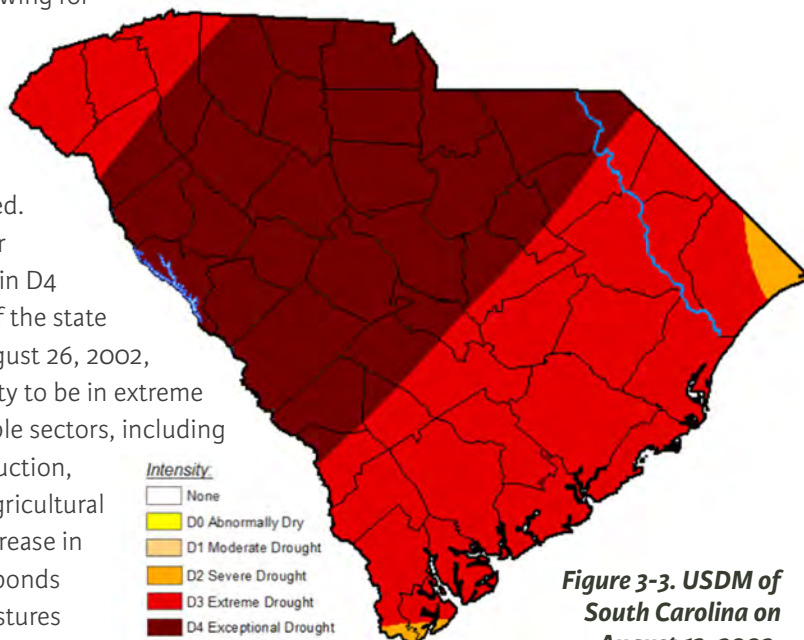 wing for
ed.
r
in D4
f the state
gust 26, 2002,
ty to be in extreme
ple sectors, including
uction,
gricultural
rease in
ponds
stures
Intensity:
None
D0 Abnormally Dry
D1 Moderate Drought
D2 Severe Drought
D3 Extreme Drought
D4 Exceptional Drought
Figure 3-3. USDM of
South Carolina on